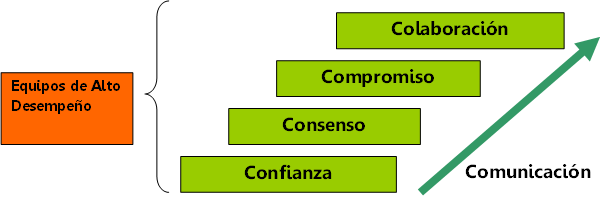 Colaboración
Equipos de Alto
Desempeño
Compromiso
Consenso
Confianza
Comunicación